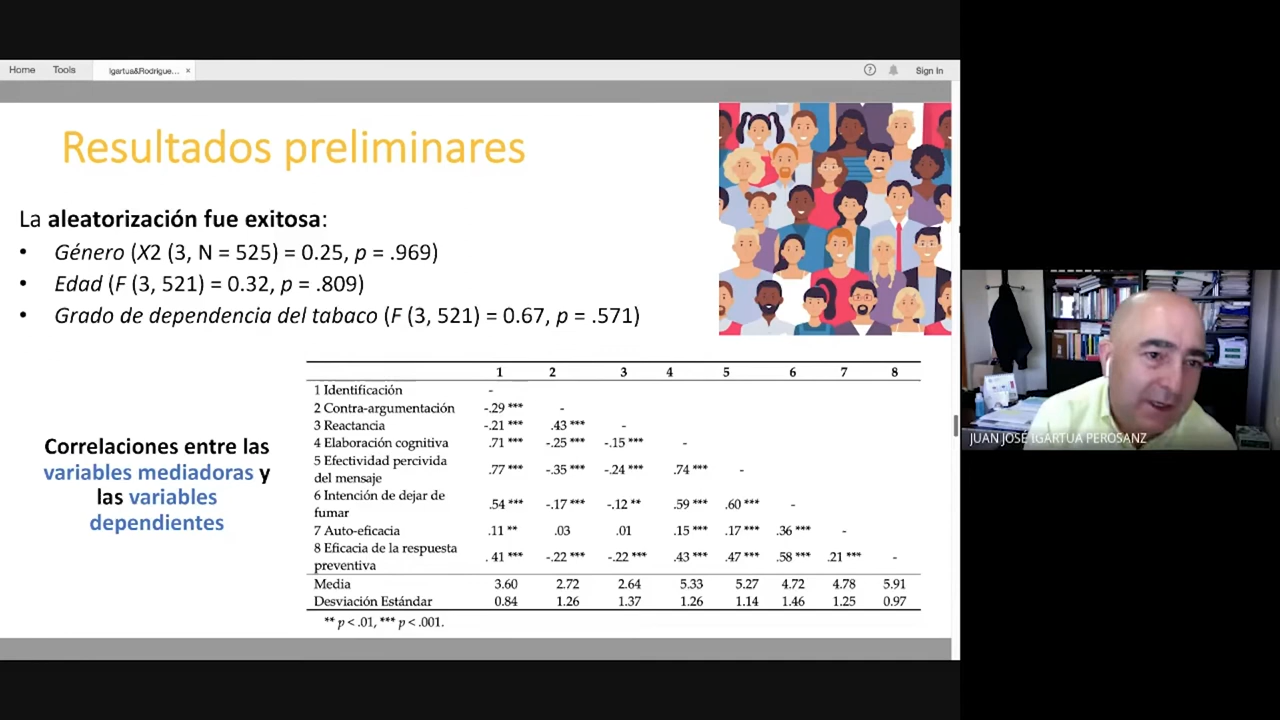 Home Tools Igartua&Rodrigue... × ? Sign In
Resultados preliminares
La aleatorización fue exitosa:
• Género (X2 (3, N = 525) = 0.25, p = .969)
• Edad (F (3, 521) = 0.32, p = .809)
• Grado de dependencia del tabaco (F (3, 521) = 0.67, p = .571)
Correlaciones entre las
variables mediadoras y
las variables
dependientes
1 2 3 4 5 6 7 8
1 Identificación -
2 Contra-argumentación -.29 *** -
3 Reactancia -.21 *** .43 *** -
4 Elaboración cognitiva .71 *** -.25 *** -.15 *** -
5 Efectividad percivida
del mensaje .77 *** -.35 *** -.24 *** .74 *** -
6 Intención de dejar de
fumar .54 *** -.17 *** -.12 ** .59 *** .60 *** -
7 Auto-eficacia .11 ** .03 .01 .15 *** .17 *** .36 *** -
8 Eficacia de la respuesta
preventiva . 41 *** -.22 *** -.22 *** .43 *** .47 *** .58 *** .21 *** -
Media 3.60 2.72 2.64 5.33 5.27 4.72 4.78 5.91
Desviación Estándar 0.84 1.26 1.37 1.26 1.14 1.46 1.25 0.97
** p < .01, *** p < .001.
JUAN JOSÉ IGARTUA PEROSANZ